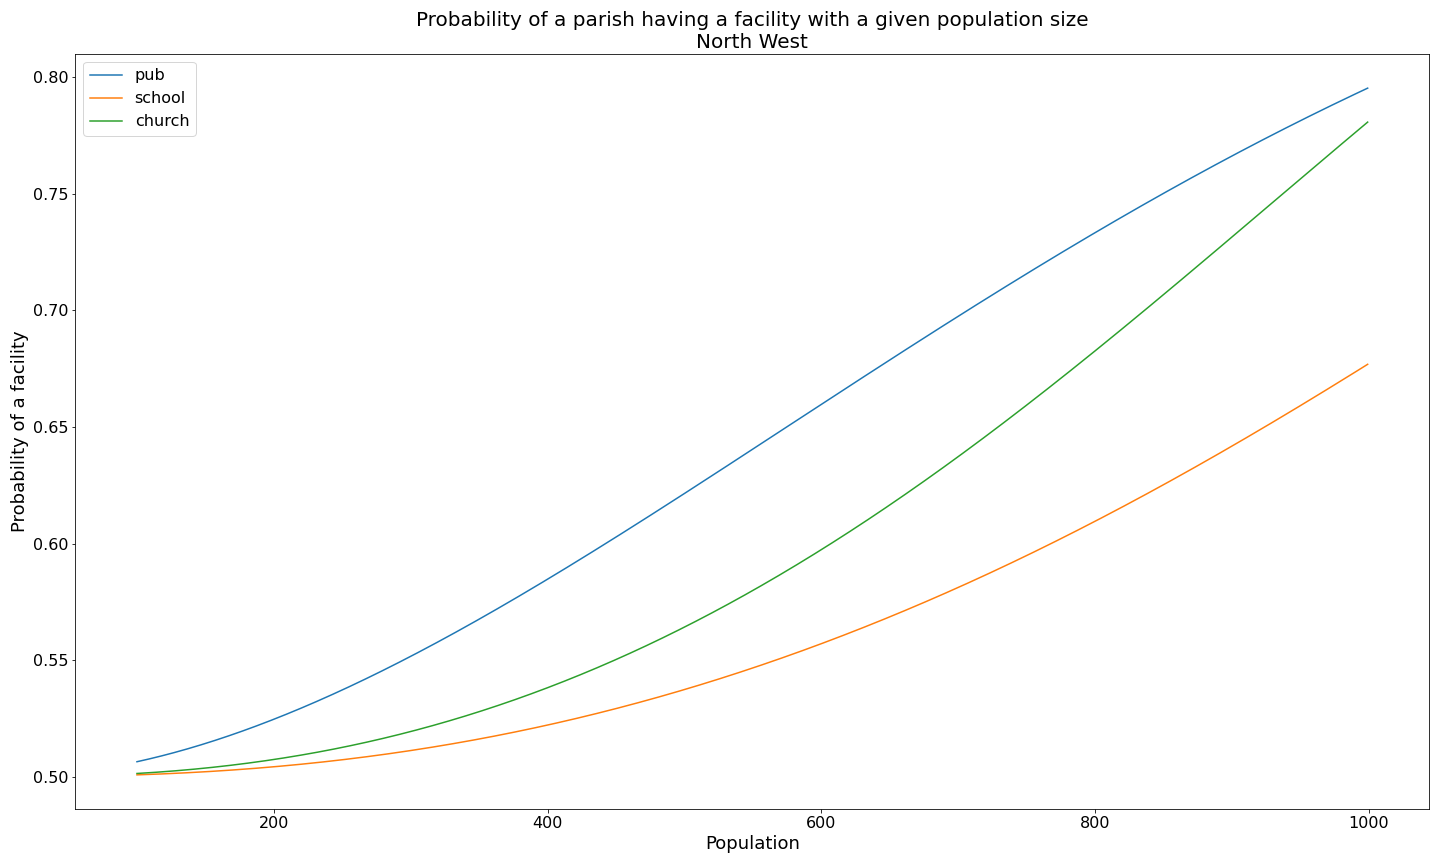 Probability of a parish having a facility with a given population size
North West
pub
school
church
0.80
0.75
0.70
0.65
0.60
0.55
0.50
Probability of a facility
200 400 600 800 1000
Population